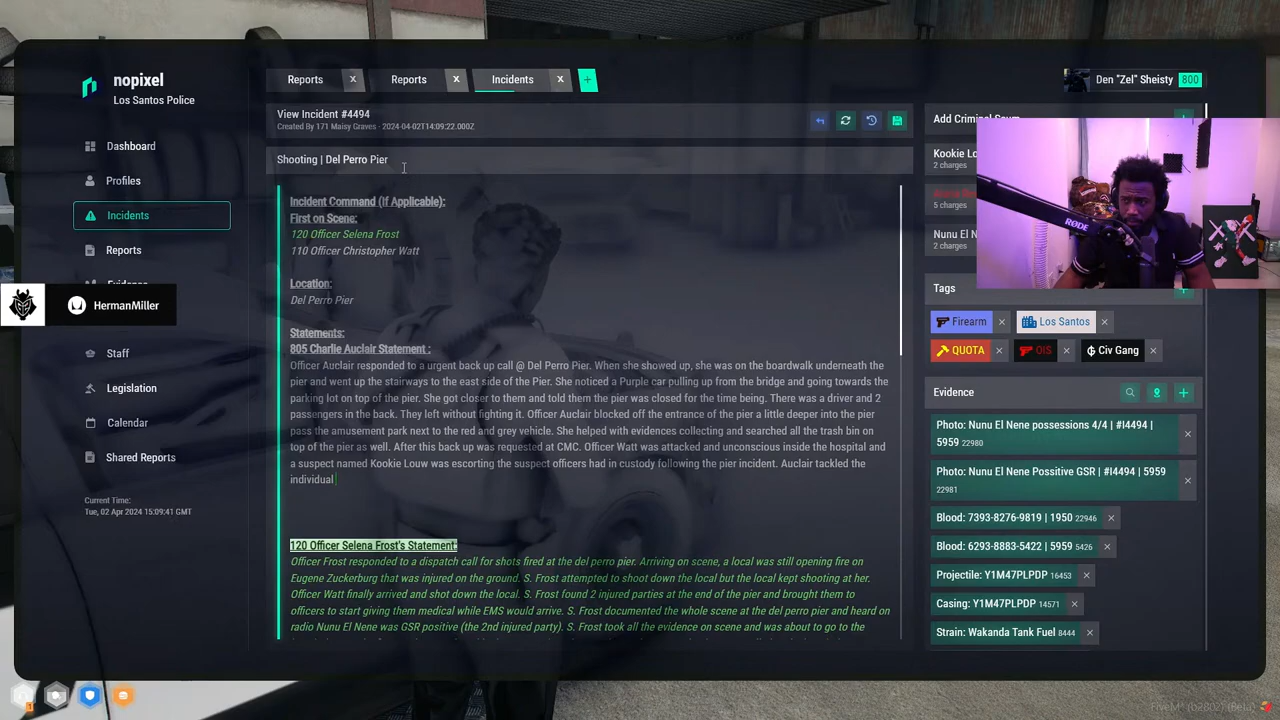 nopixel
Los Santos Police
Reports x
Reports x
Incidents x
+
Den "Zel" Sheisty 800
Dashboard
Profiles
Incidents
Reports
HermanMiller
Staff
Legislation
Calendar
Shared Reports
Current Time:
Tue, 02 Apr 2024 15:09:41 GMT
View Incident #4494
Created By 171 Maisy Graves - 2024-04-02T14:09:22.000Z
Shooting | Del Perro Pier
Incident Command (If Applicable):
First on Scene:
120 Officer Selena Frost
110 Officer Christopher Watt
Location:
Del Perro Pier
Statements:
805 Charlie Auclair Statement :
Officer Auclair responded to a urgent back up call @ Del Perro Pier. When she showed up, she was on the boardwalk underneath the
pier and went up the stairways to the east side of the Pier. She noticed a Purple car pulling up from the bridge and going towards the
parking lot on top of the pier. She got closer to them and told them the pier was closed for the time being. There was a driver and 2
passengers in the back. They left without fighting it. Officer Auclair blocked off the entrance of the pier a little deeper into the pier
pass the amusement park next to the red and grey vehicle. She helped with evidences collecting and searched all the trash bin on
top of the pier as well. After this back up was requested at CMC. Officer Watt was attacked and unconscious inside the hospital and
a suspect named Kookie Louw was escorting the suspect officers had in custody following the pier incident. Auclair tackled the
individual
120 Officer Selena Frost's Statement:
Officer Frost responded to a dispatch call for shots fired at the del perro pier. Arriving on scene, a local was still opening fire on
Eugene Zuckerburg that was injured on the ground. S. Frost attempted to shoot down the local but the local kept shooting at her.
Officer Watt finally arrived and shot down the local. S. Frost found 2 injured parties at the end of the pier and brought them to
officers to start giving them medical while EMS would arrive. S. Frost documented the whole scene at the del perro pier and heard on
radio Nunu El Nene was GSR positive (the 2nd injured party). S. Frost took all the evidence on scene and was about to go to the
Add Criminal Scum
Kookie Lo
2 charges
5 charges
Nunu El N
2 charges
RØDE
Tags
Firearm x
Los Santos x
QUOTA x
OIS x
Civ Gang x
Evidence
Photo: Nunu El Nene possessions 4/4 | #I4494 |
5959 22980
Photo: Nunu El Nene Possitive GSR | #I4494 | 5959
22981
Blood: 7393-8276-9819 | 1950 22946
Blood: 6293-8883-5422 | 5959 5426
Projectile: Y1M47PLPDP 16453
Casing: Y1M47PLPDP 14571
Strain: Wakanda Tank Fuel 8444